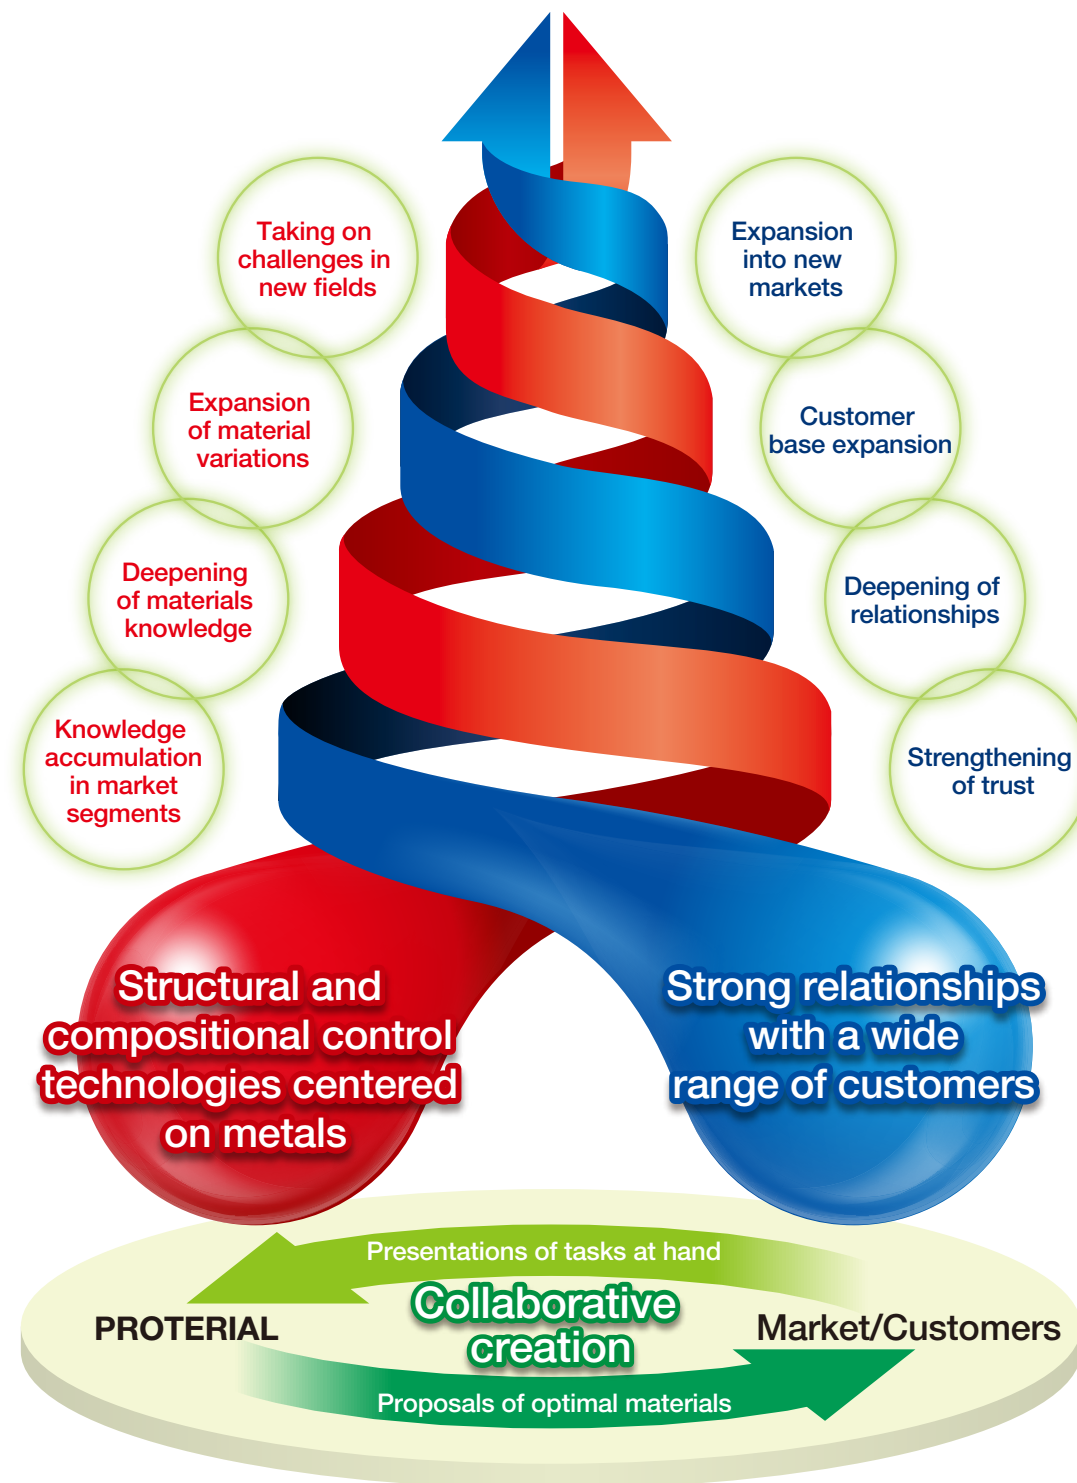 Taking on
challenges in
new fields
Expansion
into new
markets
Expansion
of material
variations
Customer
base expansion
Deepening
of materials
knowledge
Deepening of
relationships
Knowledge
accumulation
in market
segments
Strengthening
of trust
Structural and
compositional control
technologies centered
on metals
Strong relationships
with a wide
range of customers
Presentations of tasks at hand
Collaborative
creation
PROTERIAL
Market/Customers
Proposals of optimal materials